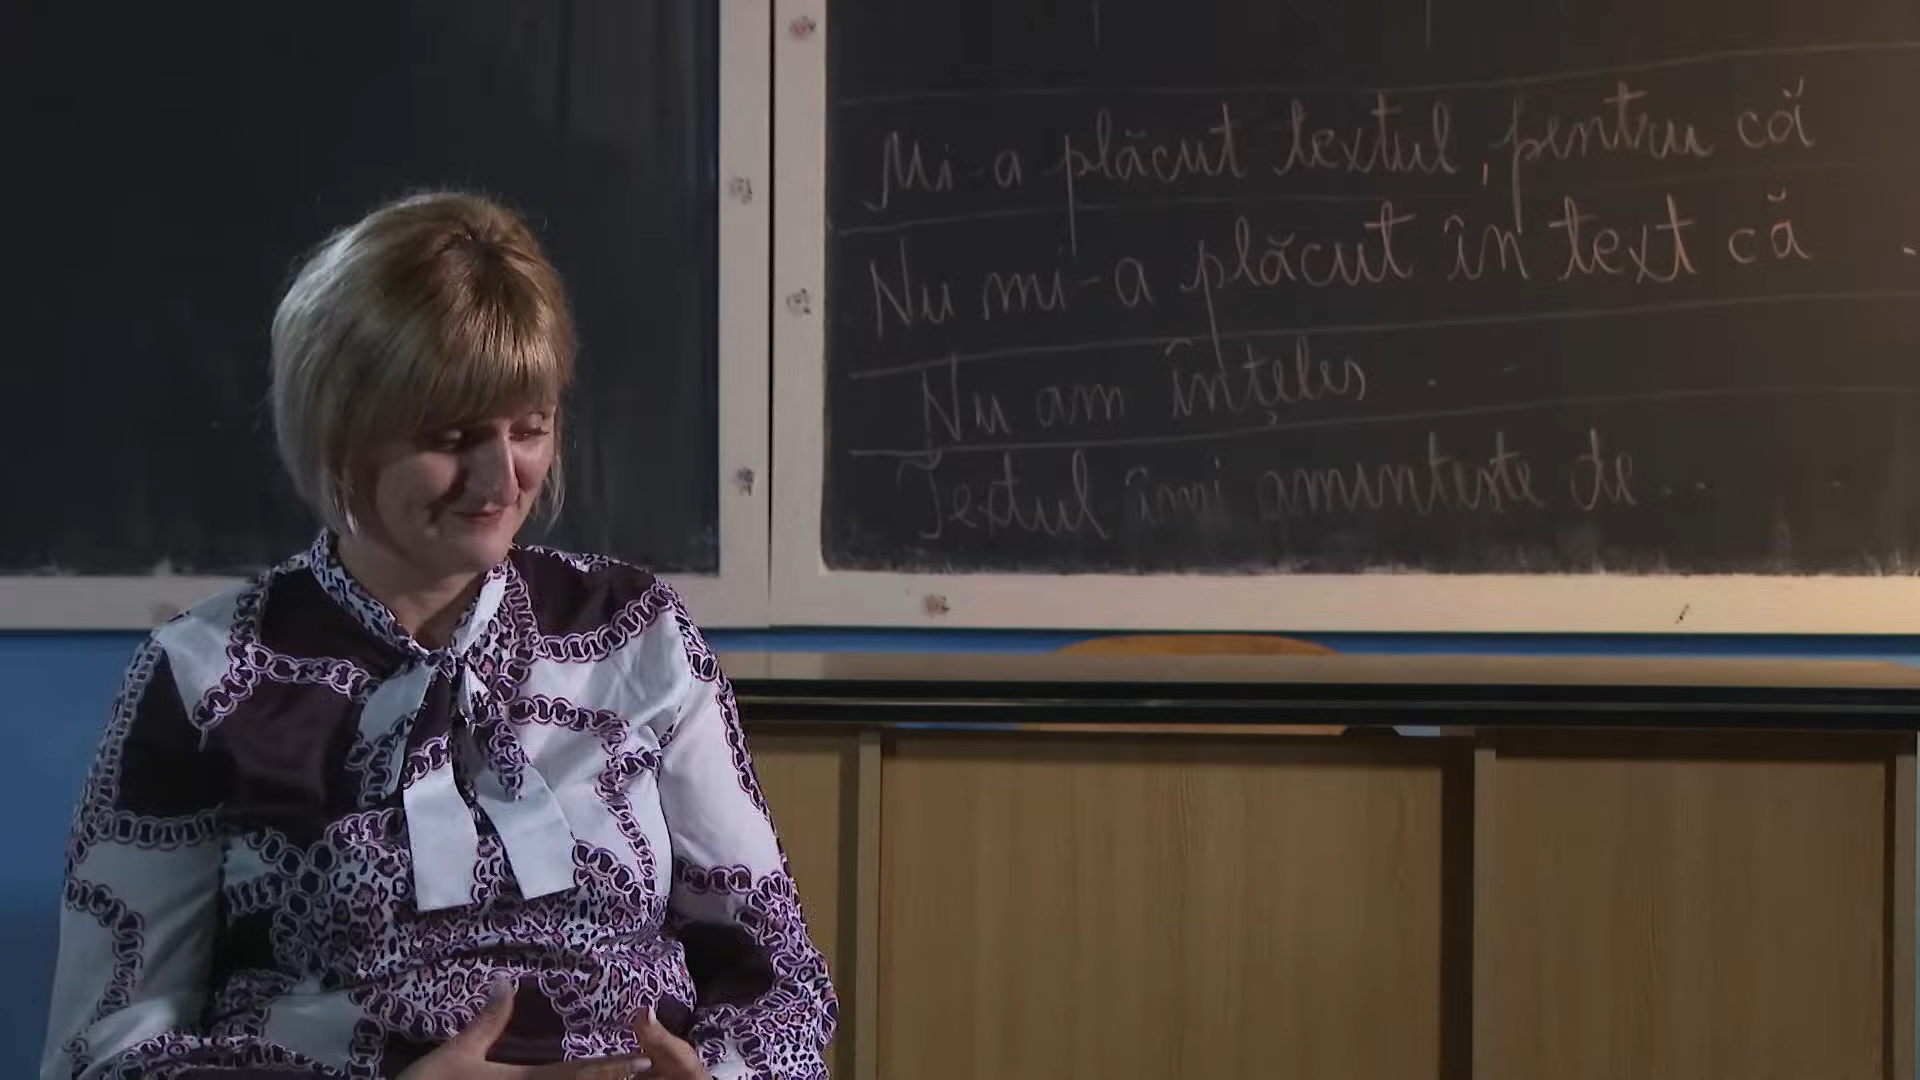 Mi-a plăcut textul, pentru că
Nu mi-a plăcut în text că .
Nu am înțeles . .
Textul îmi amintește de ...